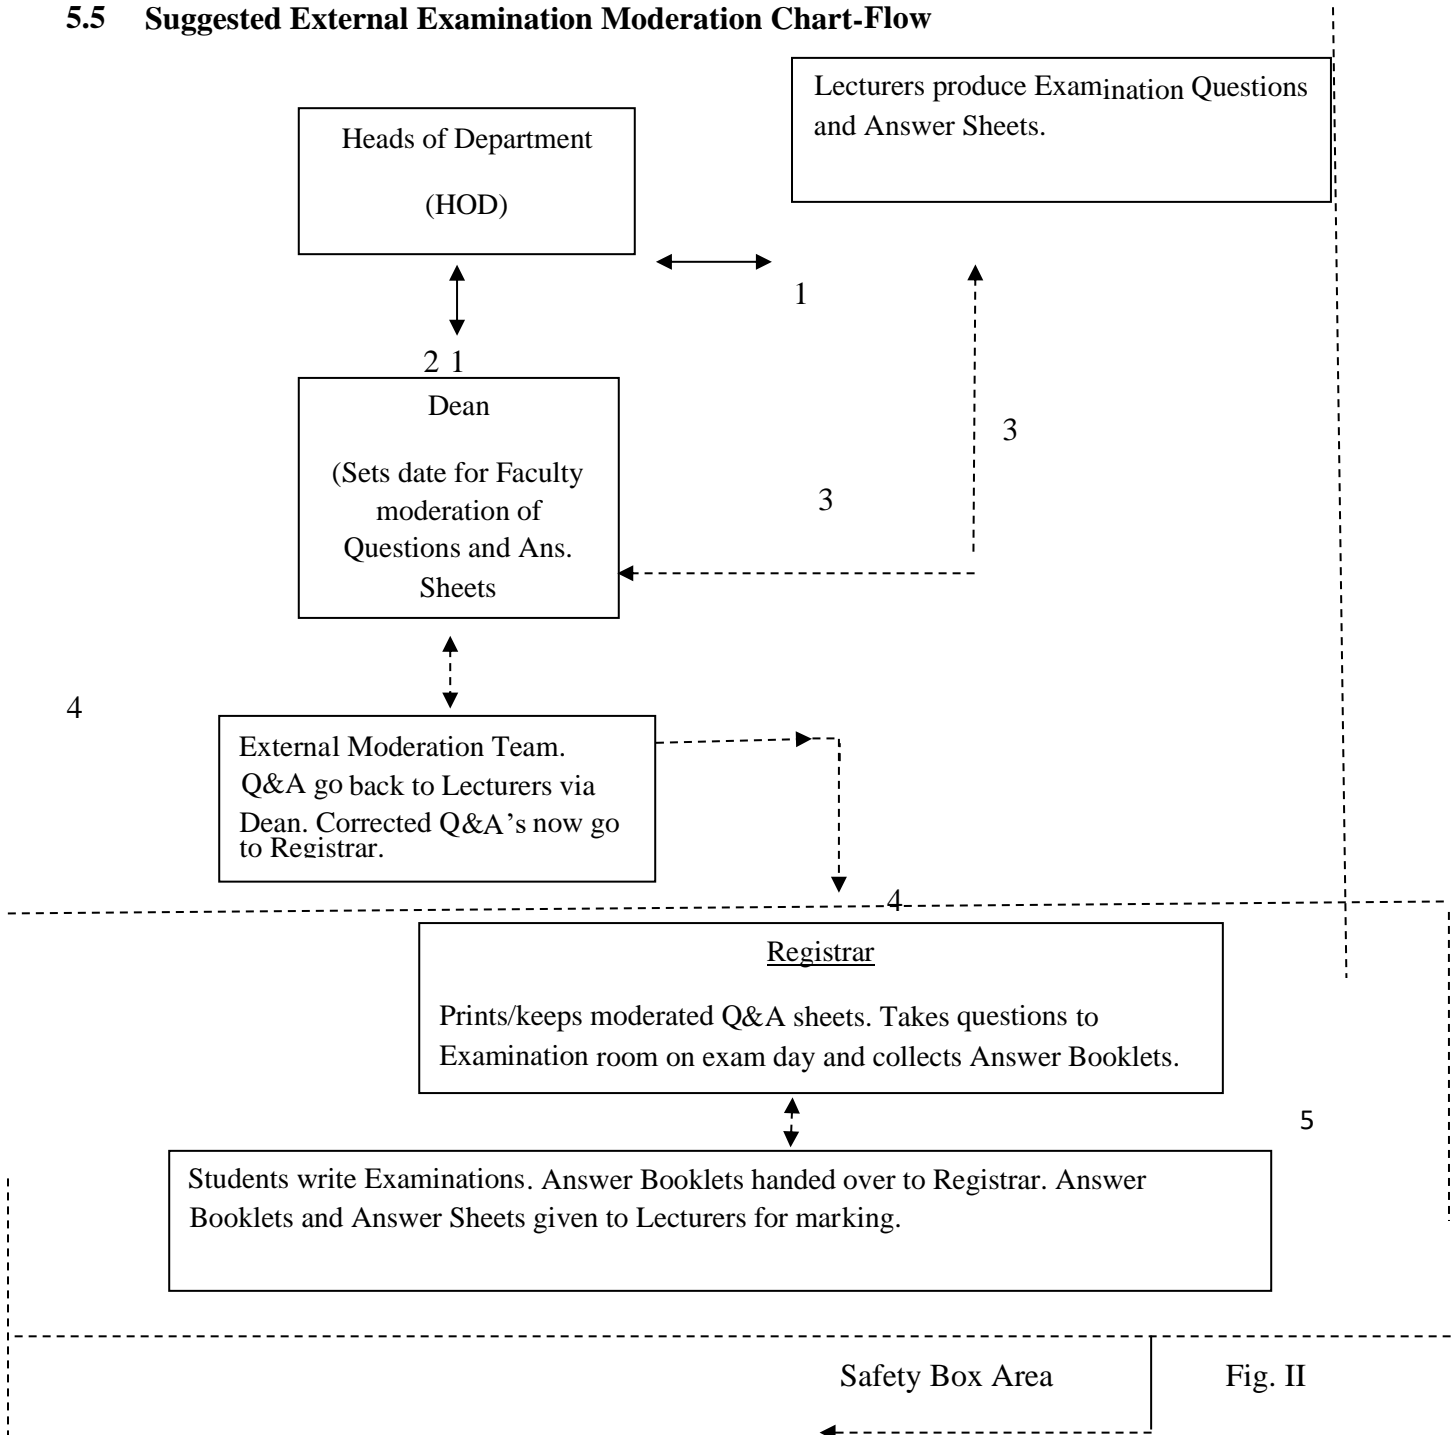 5.5 Suggested External Examination Moderation Chart-Flow
Lecturers produce Examination Questions
and Answer Sheets.
Heads of Department
(HOD)
1
2 1
Dean
(Sets date for Faculty
moderation of
Questions and Ans.
Sheets
3
3
4
External Moderation Team.
Q&A go back to Lecturers via
Dean. Corrected Q&A's now go
to Registrar.
4
Registrar
Prints/keeps moderated Q&A sheets. Takes questions to
Examination room on exam day and collects Answer Booklets.
5
Students write Examinations. Answer Booklets handed over to Registrar. Answer
Booklets and Answer Sheets given to Lecturers for marking.
Safety Box Area
Fig. II